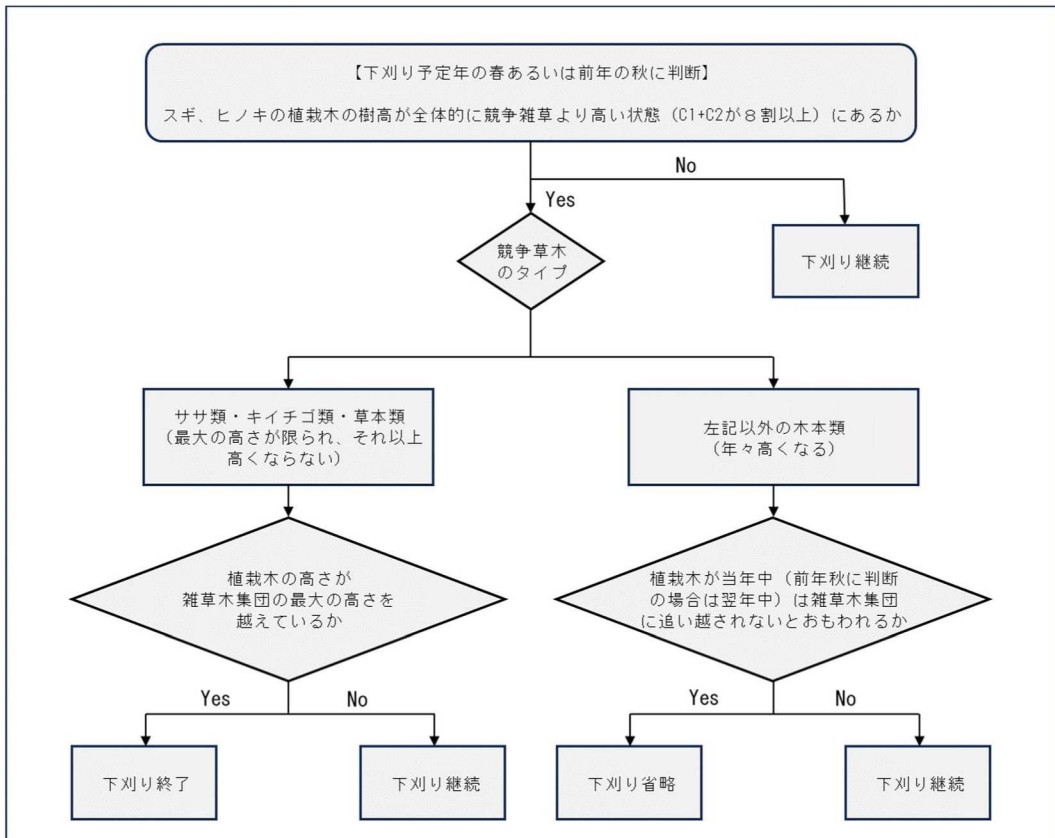 【下刈り予定年の春あるいは前年の秋に判断】
スギ、ヒノキの植栽木の樹高が全体的に競争雑草より高い状態（C1+C2が８割以上）にあるか
No
Yes
競争草木
のタイプ
下刈り継続
ササ類・キイチゴ類・草本類
（最大の高さが限られ、それ以上
高くならない）
左記以外の木本類
（年々高くなる）
植栽木の高さが
雑草木集団の最大の高さを
越えているか
植栽木が当年中（前年秋に判断
の場合は翌年中）は雑草木集団
に追い越されないとおもわれるか
Yes
No
Yes
No
下刈り終了
下刈り継続
下刈り省略
下刈り継続